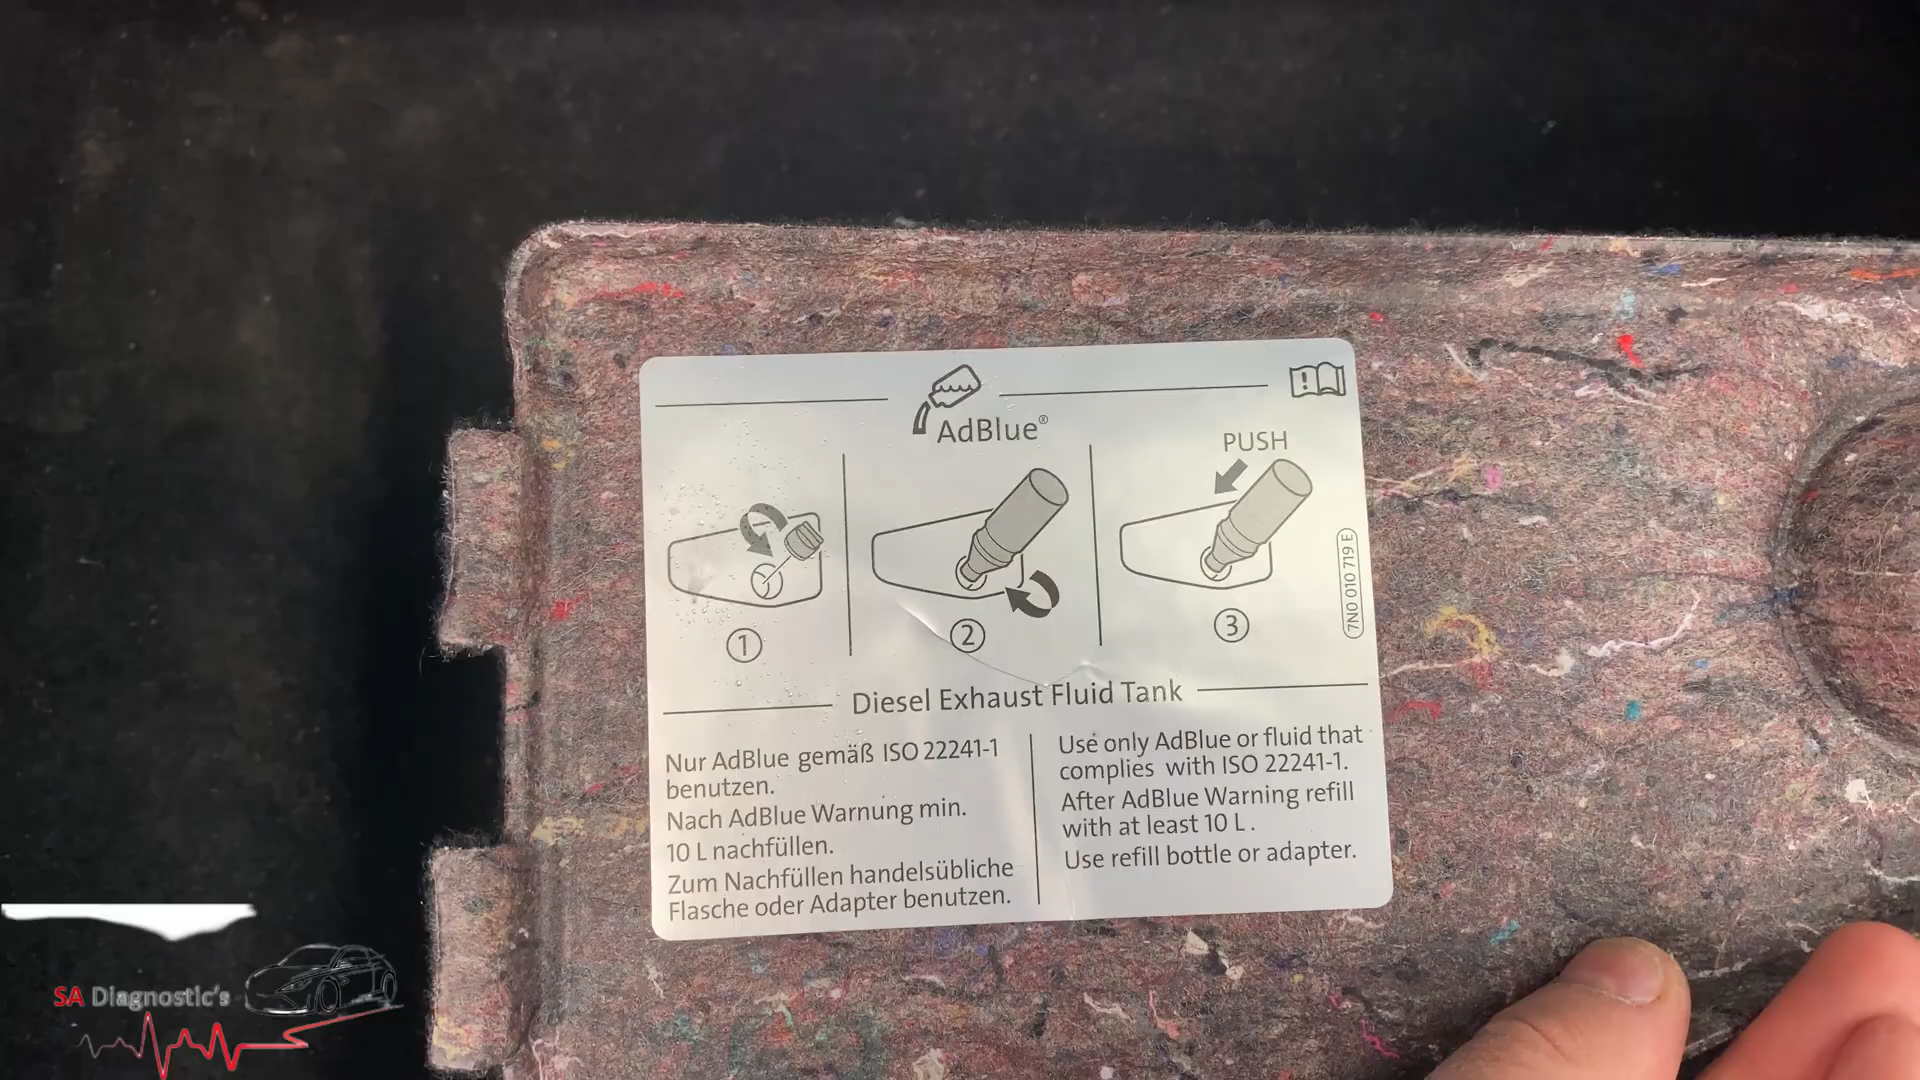 AdBlue®
PUSH
1
2
3
7N0 010 719 E
Diesel Exhaust Fluid Tank
Nur AdBlue gemäß ISO 22241-1
benutzen.
Nach AdBlue Warnung min.
10 L nachfüllen.
Zum Nachfüllen handelsübliche
Flasche oder Adapter benutzen.
Use only AdBlue or fluid that
complies with ISO 22241-1.
After AdBlue Warning refill
with at least 10 L.
Use refill bottle or adapter.
SA Diagnostic's